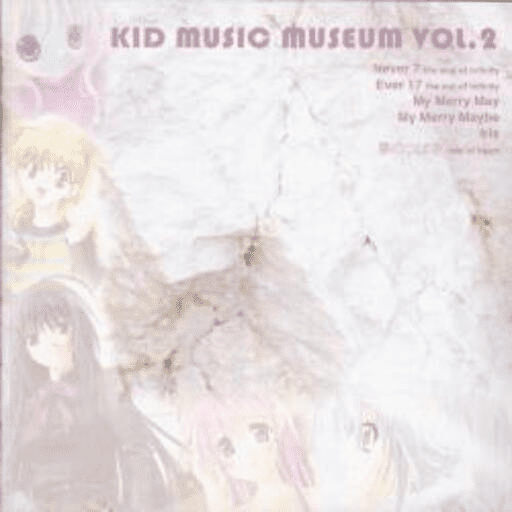 KID MUSIC MUSEUM VOL.2
Never 7 the end of infinity
Ever 17 the out of infinity
My Merry May
My Merry Maybe
Iris